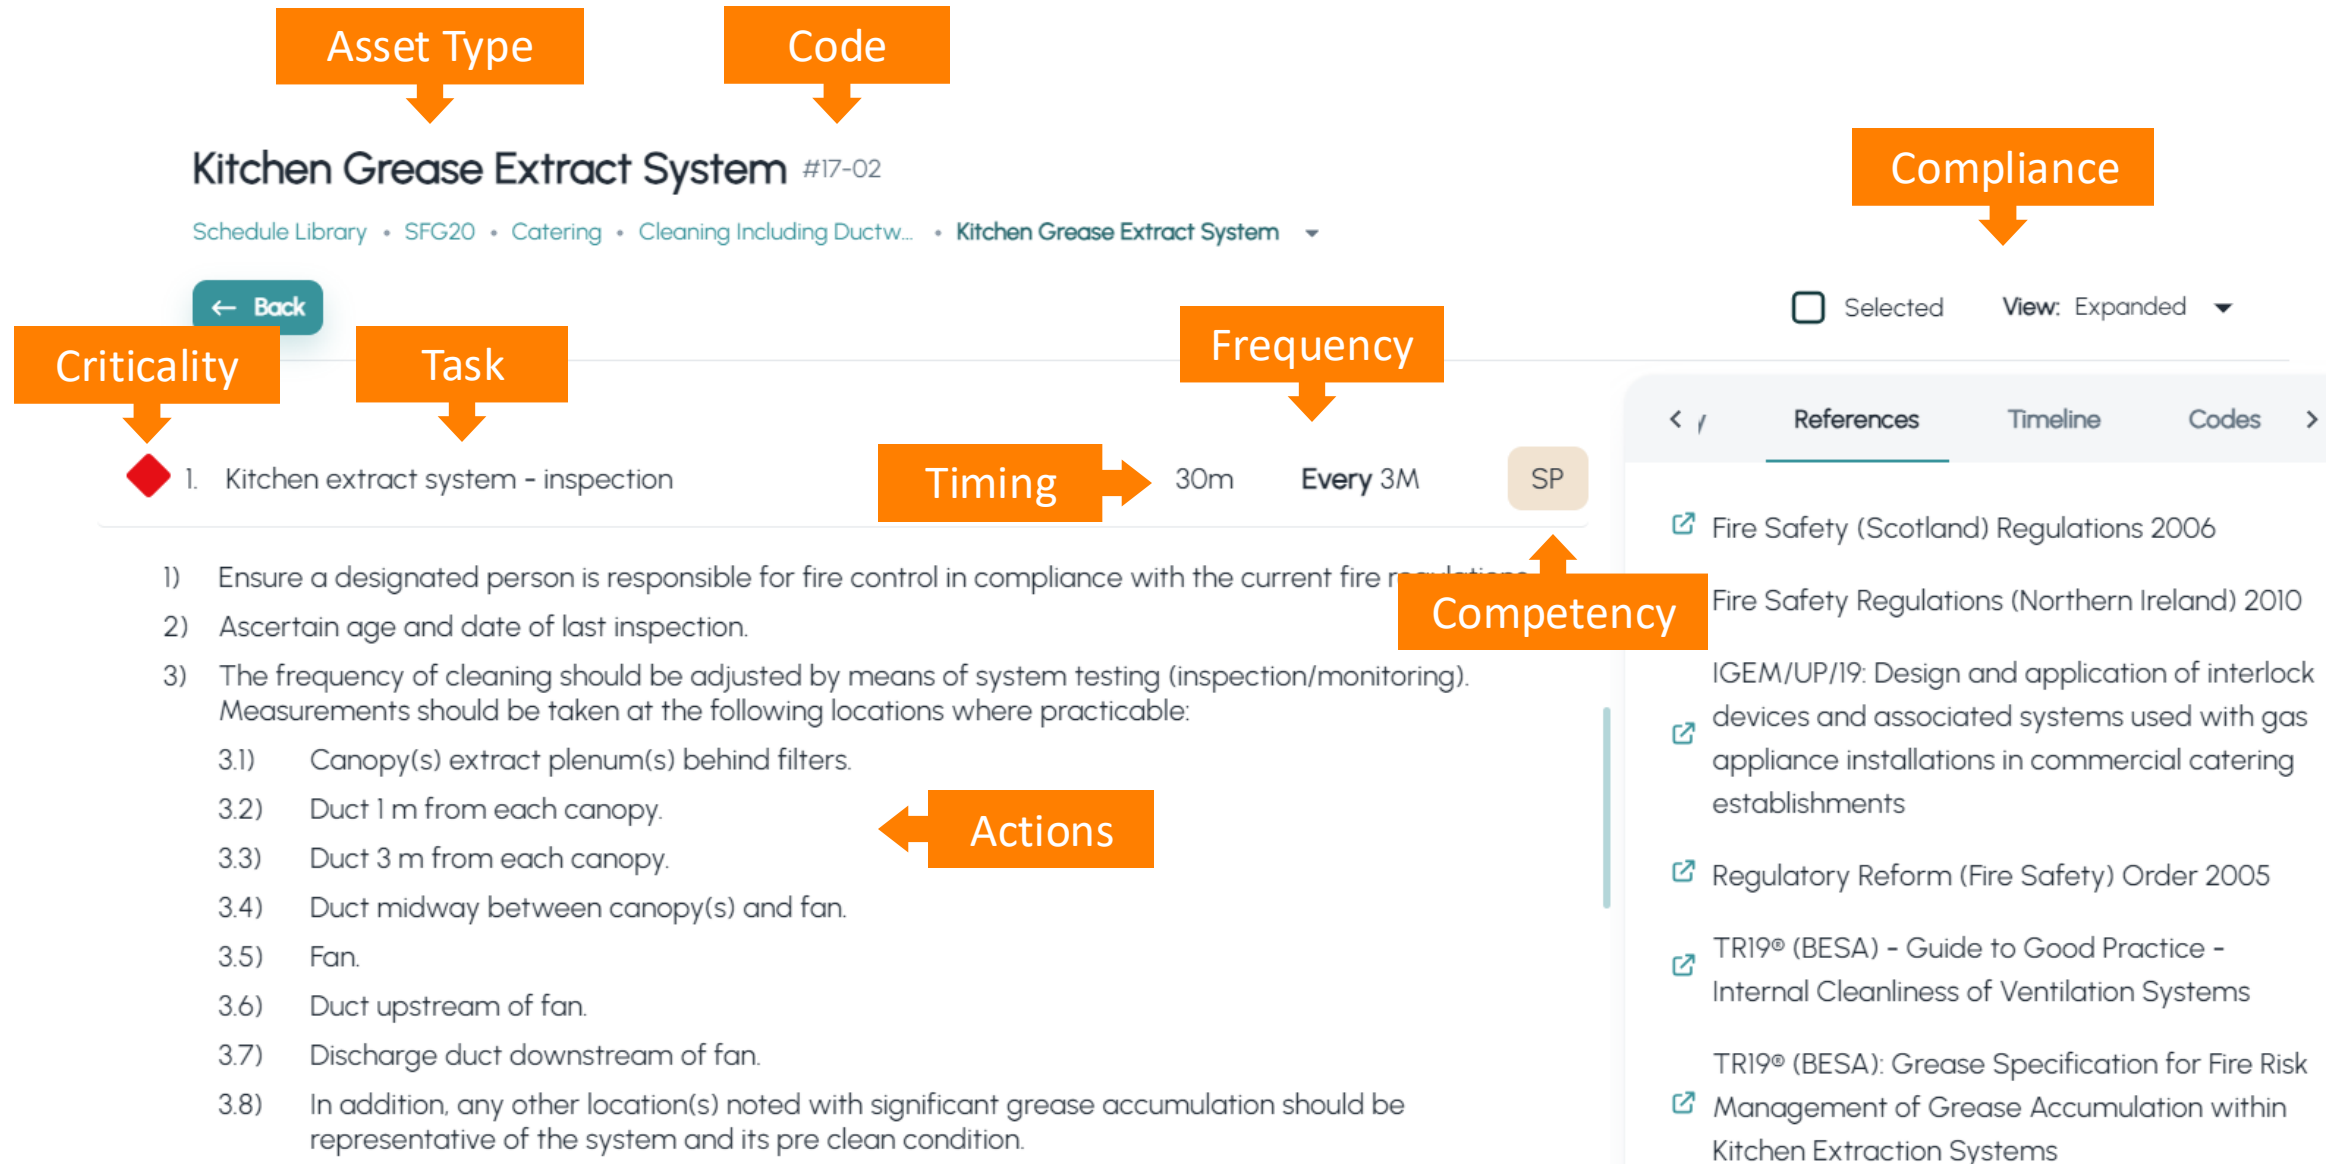 Asset Type
Code
Kitchen Grease Extract System #17-02
Compliance
Schedule Library • SFG20 • Catering • Cleaning Including Ductw... • Kitchen Grease Extract System
← Back
Selected View: Expanded
Criticality
Task
Frequency
References Timeline Codes
1. Kitchen extract system - inspection
Timing
30m Every 3M SP
1) Ensure a designated person is responsible for fire control in compliance with the current fire regulations.
Competency
2) Ascertain age and date of last inspection.
3) The frequency of cleaning should be adjusted by means of system testing (inspection/monitoring).
Measurements should be taken at the following locations where practicable:
3.1) Canopy(s) extract plenum(s) behind filters.
3.2) Duct 1 m from each canopy.
Actions
3.3) Duct 3 m from each canopy.
3.4) Duct midway between canopy(s) and fan.
3.5) Fan.
3.6) Duct upstream of fan.
3.7) Discharge duct downstream of fan.
3.8) In addition, any other location(s) noted with significant grease accumulation should be
representative of the system and its pre clean condition.
Fire Safety (Scotland) Regulations 2006
Fire Safety Regulations (Northern Ireland) 2010
IGEM/UP/19: Design and application of interlock
devices and associated systems used with gas
appliance installations in commercial catering
establishments
Regulatory Reform (Fire Safety) Order 2005
TR19® (BESA) - Guide to Good Practice -
Internal Cleanliness of Ventilation Systems
TR19® (BESA): Grease Specification for Fire Risk
Management of Grease Accumulation within
Kitchen Extraction Systems